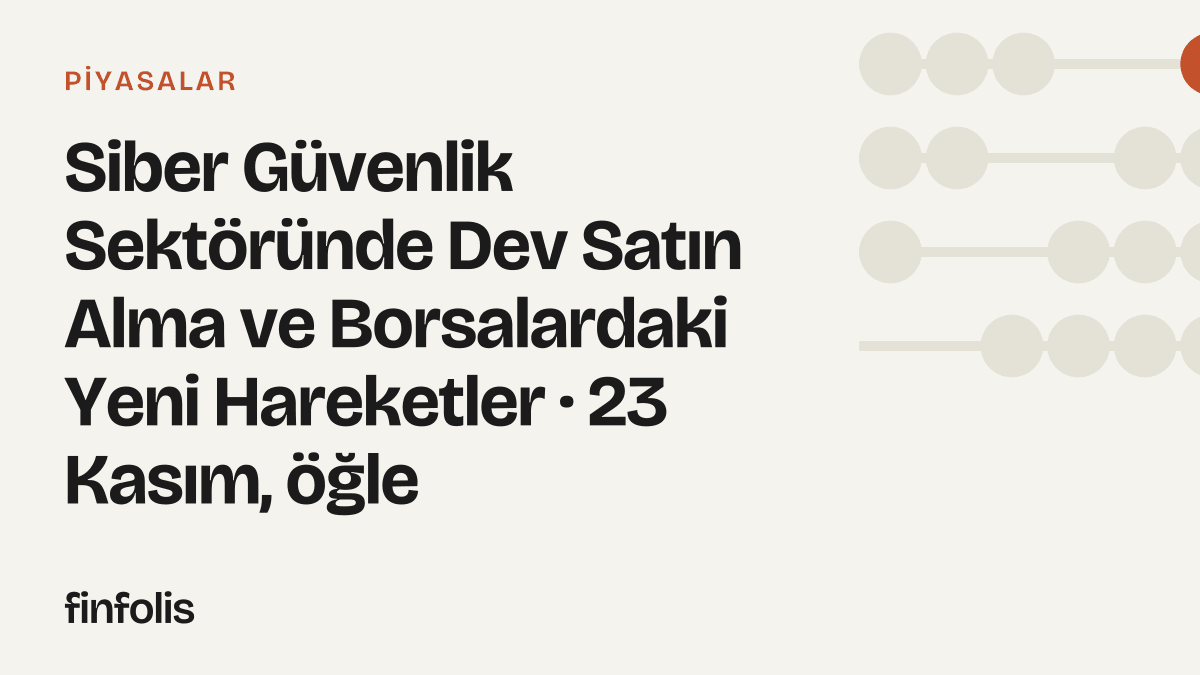 PİYASALAR
Siber Güvenlik
Sektöründe Dev Satın
Alma ve Borsalardaki
Yeni Hareketler · 23
Kasım, öğle
finfolis